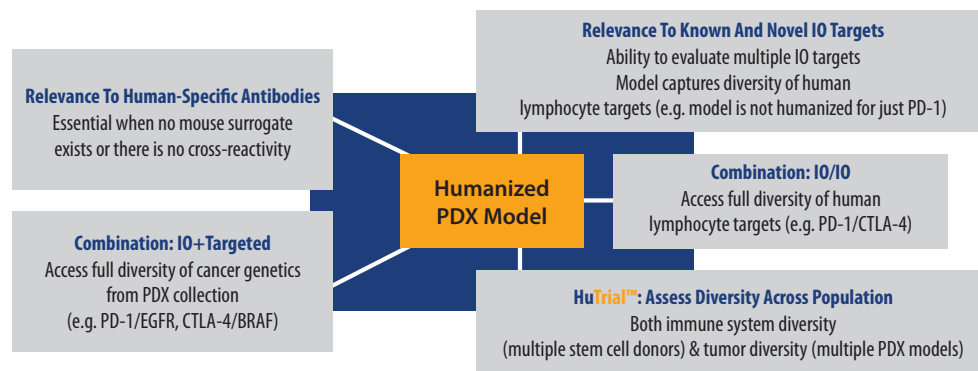 Relevance To Human-Specific Antibodies
Essential when no mouse surrogate
exists or there is no cross-reactivity
Relevance To Known And Novel IO Targets
Ability to evaluate multiple IO targets
Model captures diversity of human
lymphocyte targets (e.g. model is not humanized for just PD-1)
Humanized
PDX Model
Combination: IO/IO
Access full diversity of human
lymphocyte targets (e.g. PD-1/CTLA-4)
Combination: IO+Targeted
Access full diversity of cancer genetics
from PDX collection
(e.g. PD-1/EGFR, CTLA-4/BRAF)
HuTrial™: Assess Diversity Across Population
Both immune system diversity
(multiple stem cell donors) & tumor diversity (multiple PDX models)